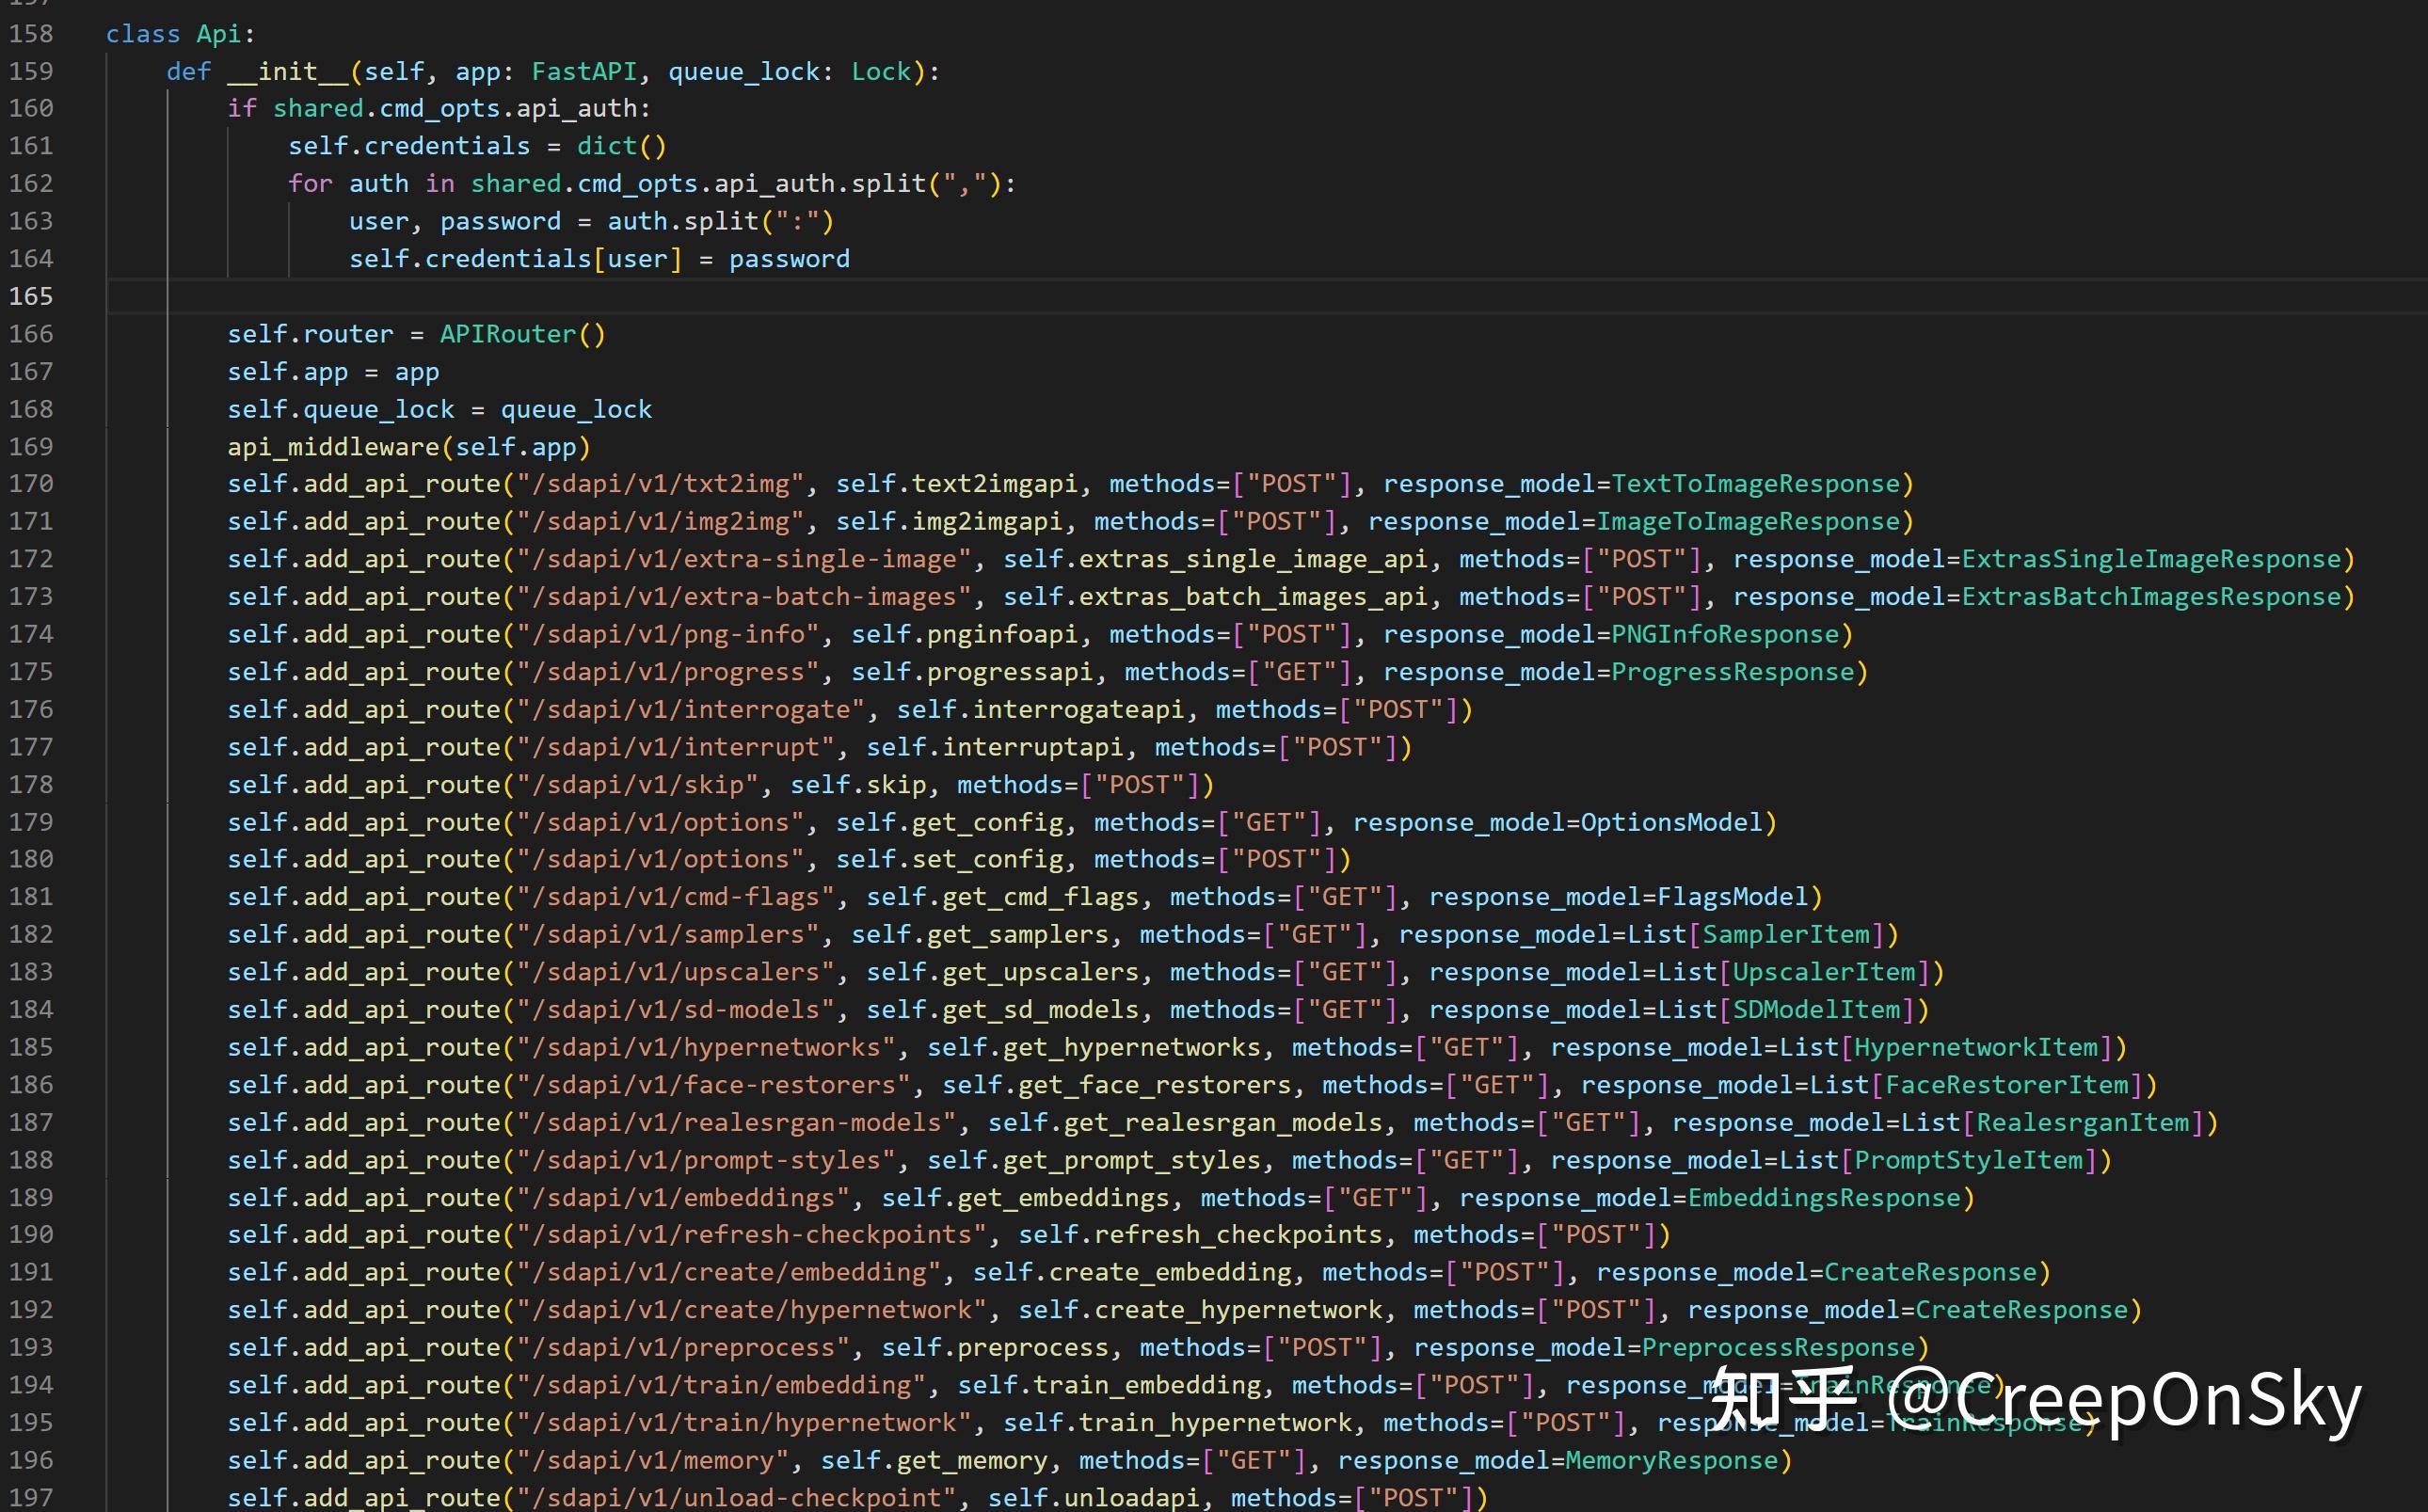 157
158 class Api:
159 def __init__(self, app: FastAPI, queue_lock: Lock):
160 if shared.cmd_opts.api_auth:
161 self.credentials = dict()
162 for auth in shared.cmd_opts.api_auth.split(","):
163 user, password = auth.split(":")
164 self.credentials[user] = password
165
166 self.router = APIRouter()
167 self.app = app
168 self.queue_lock = queue_lock
169 api_middleware(self.app)
170 self.add_api_route("/sdapi/v1/txt2img", self.text2imgapi, methods=["POST"], response_model=TextToImageResponse)
171 self.add_api_route("/sdapi/v1/img2img", self.img2imgapi, methods=["POST"], response_model=ImageToImageResponse)
172 self.add_api_route("/sdapi/v1/extra-single-image", self.extras_single_image_api, methods=["POST"], response_model=ExtrasSingleImageResponse)
173 self.add_api_route("/sdapi/v1/extra-batch-images", self.extras_batch_images_api, methods=["POST"], response_model=ExtrasBatchImagesResponse)
174 self.add_api_route("/sdapi/v1/png-info", self.pnginfoapi, methods=["POST"], response_model=PNGInfoResponse)
175 self.add_api_route("/sdapi/v1/progress", self.progressapi, methods=["GET"], response_model=ProgressResponse)
176 self.add_api_route("/sdapi/v1/interrogate", self.interrogateapi, methods=["POST"])
177 self.add_api_route("/sdapi/v1/interrupt", self.interruptapi, methods=["POST"])
178 self.add_api_route("/sdapi/v1/skip", self.skip, methods=["POST"])
179 self.add_api_route("/sdapi/v1/options", self.get_config, methods=["GET"], response_model=OptionsModel)
180 self.add_api_route("/sdapi/v1/options", self.set_config, methods=["POST"])
181 self.add_api_route("/sdapi/v1/cmd-flags", self.get_cmd_flags, methods=["GET"], response_model=FlagsModel)
182 self.add_api_route("/sdapi/v1/samplers", self.get_samplers, methods=["GET"], response_model=List[SamplerItem])
183 self.add_api_route("/sdapi/v1/upscalers", self.get_upscalers, methods=["GET"], response_model=List[UpscalerItem])
184 self.add_api_route("/sdapi/v1/sd-models", self.get_sd_models, methods=["GET"], response_model=List[SDModelItem])
185 self.add_api_route("/sdapi/v1/hypernetworks", self.get_hypernetworks, methods=["GET"], response_model=List[HypernetworkItem])
186 self.add_api_route("/sdapi/v1/face-restorers", self.get_face_restorers, methods=["GET"], response_model=List[FaceRestorerItem])
187 self.add_api_route("/sdapi/v1/realesrgan-models", self.get_realesrgan_models, methods=["GET"], response_model=List[RealesrganItem])
188 self.add_api_route("/sdapi/v1/prompt-styles", self.get_prompt_styles, methods=["GET"], response_model=List[PromptStyleItem])
189 self.add_api_route("/sdapi/v1/embeddings", self.get_embeddings, methods=["GET"], response_model=EmbeddingsResponse)
190 self.add_api_route("/sdapi/v1/refresh-checkpoints", self.refresh_checkpoints, methods=["POST"])
191 self.add_api_route("/sdapi/v1/create/embedding", self.create_embedding, methods=["POST"], response_model=CreateResponse)
192 self.add_api_route("/sdapi/v1/create/hypernetwork", self.create_hypernetwork, methods=["POST"], response_model=CreateResponse)
193 self.add_api_route("/sdapi/v1/preprocess", self.preprocess, methods=["POST"], response_model=PreprocessResponse)
194 self.add_api_route("/sdapi/v1/train/embedding", self.train_embedding, methods=["POST"], response_model=TrainResponse)
195 self.add_api_route("/sdapi/v1/train/hypernetwork", self.train_hypernetwork, methods=["POST"], response_model=TrainResponse)
196 self.add_api_route("/sdapi/v1/memory", self.get_memory, methods=["GET"], response_model=MemoryResponse)
197 self.add_api_route("/sdapi/v1/unload-checkpoint", self.unloadapi, methods=["POST"])
知乎 @CreepOnSky